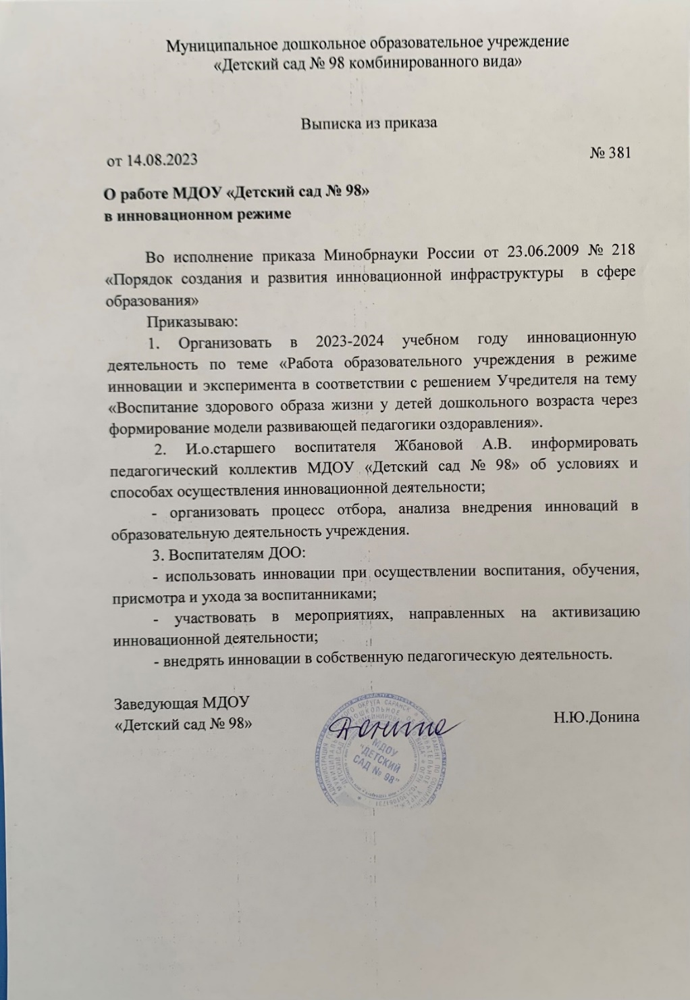 Муниципальное дошкольное образовательное учреждение
«Детский сад № 98 комбинированного вида»
Выписка из приказа
от 14.08.2023
№ 381
О работе МДОУ «Детский сад № 98»
в инновационном режиме
Во исполнение приказа Минобрнауки России от 23.06.2009 № 218
«Порядок создания и развития инновационной инфраструктуры в сфере
образования»
Приказываю:
1. Организовать в 2023-2024 учебном году инновационную
деятельность по теме «Работа образовательного учреждения в режиме
инновации и эксперимента в соответствии с решением Учредителя на тему
«Воспитание здорового образа жизни у детей дошкольного возраста через
формирование модели развивающей педагогики оздоравления».
2. И.о.старшего воспитателя Жбановой А.В. информировать
педагогический коллектив МДОУ «Детский сад № 98» об условиях и
способах осуществления инновационной деятельности;
- организовать процесс отбора, анализа внедрения инноваций в
образовательную деятельность учреждения.
3. Воспитателям ДОО:
- использовать инновации при осуществлении воспитания, обучения,
присмотра и ухода за воспитанниками;
- участвовать в мероприятиях, направленных на активизацию
инновационной деятельности;
- внедрять инновации в собственную педагогическую деятельность.
Заведующая МДОУ
«Детский сад № 98»
Н.Ю.Донина
МДОУ
"ДЕТСКИЙ
САД № 98"